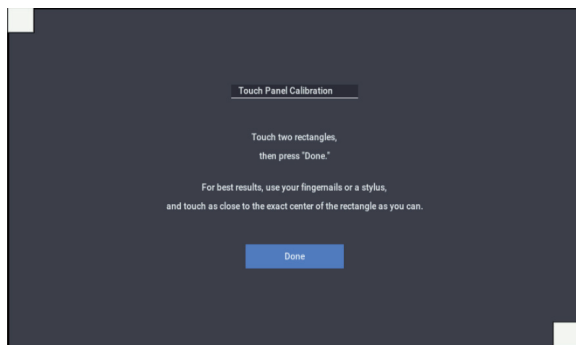 Touch Panel Calibration
Touch two rectangles,
then press "Done."
For best results, use your fingernails or a stylus,
and touch as close to the exact center of the rectangle as you can.
Done